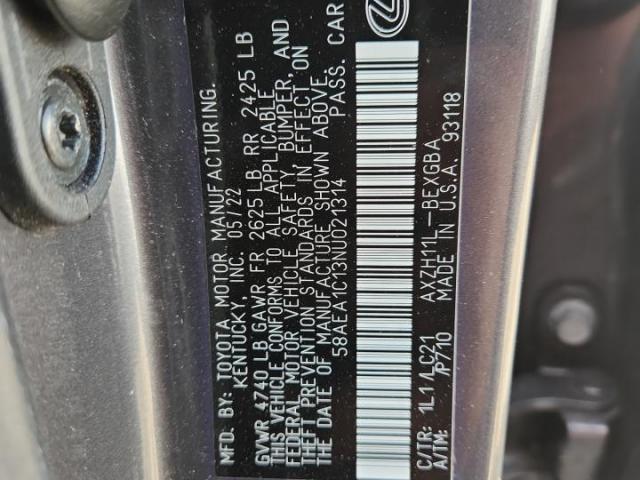 MFD. BY: TOYOTA MOTOR MANUFACTURING.
KENTUCKY, INC. 05/22
GVWR 4740 LB GAWR FR 2625 LB RR 2425 LB
THIS VEHICLE CONFORMS TO ALL APPLICABLE
FEDERAL MOTOR VEHICLE SAFETY, BUMPER, AND
THEFT PREVENTION STANDARDS IN EFFECT ON
THE DATE OF MANUFACTURE SHOWN ABOVE.
58AEA1C13NU021314 PASS. CAR
C/TR: 1L1 /LC21 AXZH11L-BEXGBA
A/TM: /P710 MADE IN U.S.A. 93118